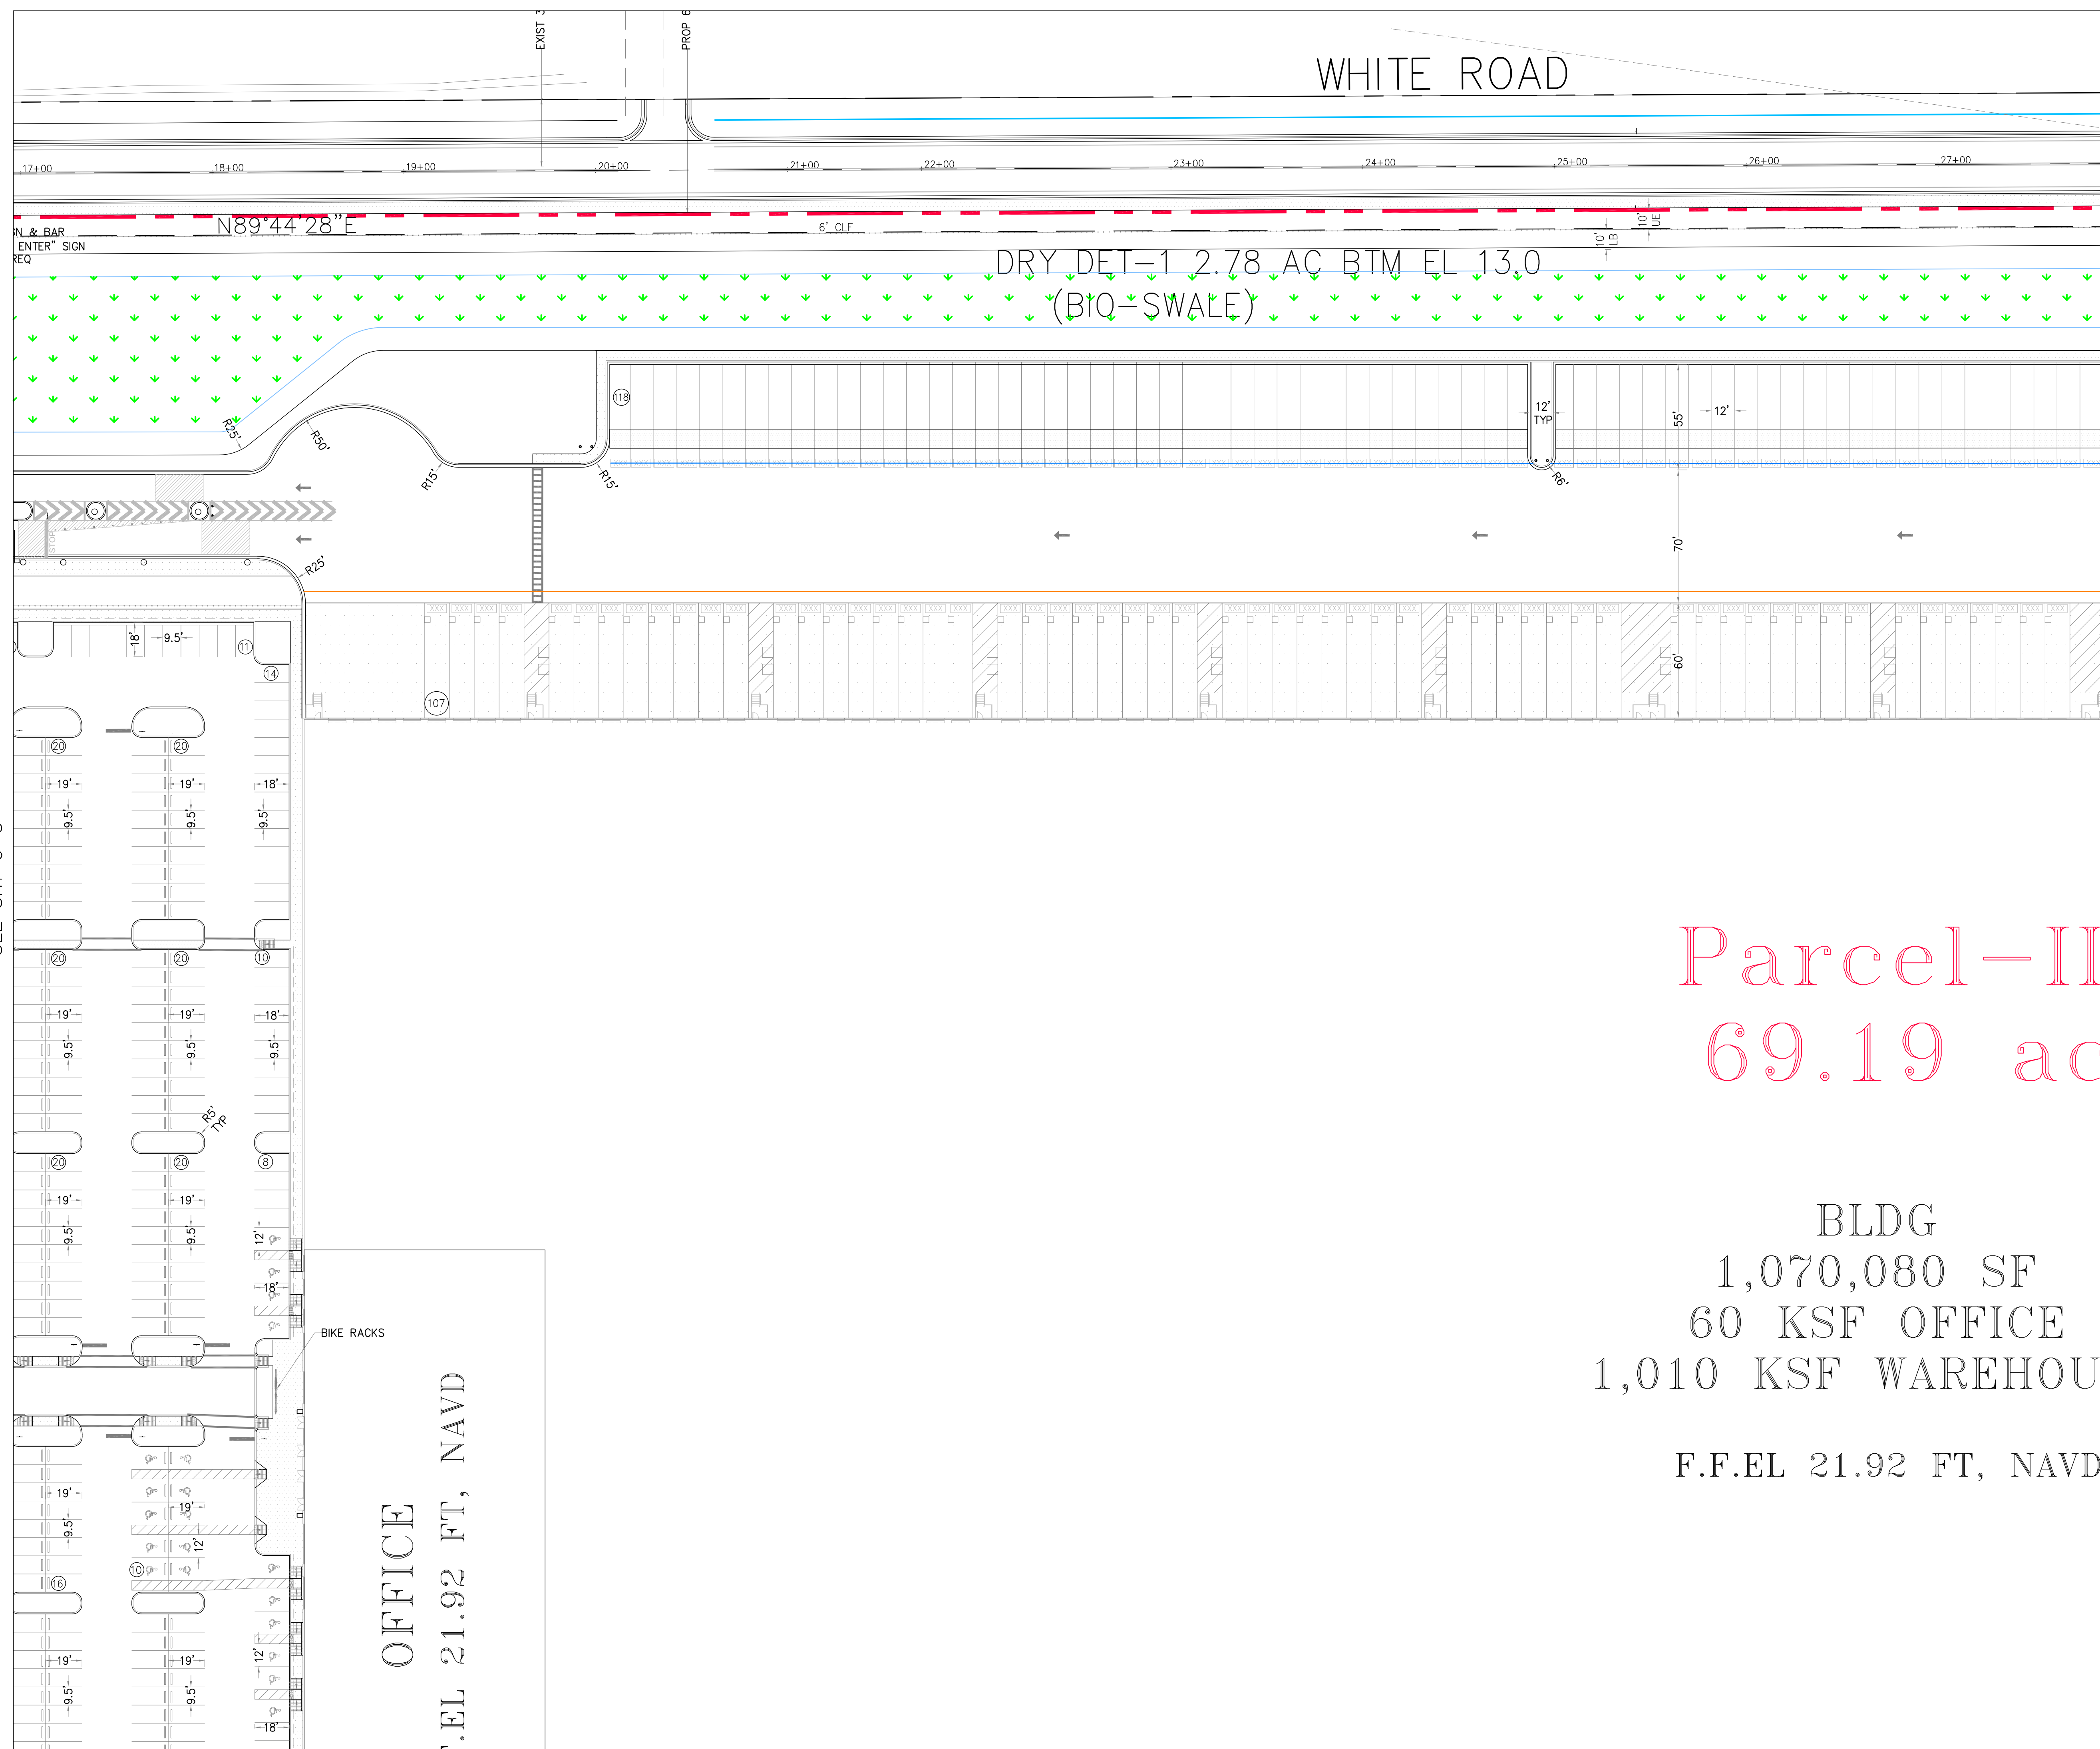 WHITE ROAD
17+00
18+00
19+00
20+00
21+00
22+00
23+00
24+00
25+00
26+00
27+00
N89°44'28"E
6' CLF
10'
LB
10'
UE
& BAR
ENTER" SIGN
DRY DET-1 2.78 AC BTM EL 13.0
(BIO-SWALE)
EXIST
PROP
118
12'
TYP
12'
55'
R25'
R50'
R15'
R15'
R6'
70'
STOP
R25'
60'
18'
9.5'
11
14
107
20
20
19'
19'
18'
9.5'
9.5'
9.5'
20
20
10
19'
19'
18'
9.5'
9.5'
9.5'
R5'
TYP
20
20
8
19'
19'
9.5'
9.5'
12'
18'
BIKE RACKS
19'
19'
9.5'
12'
16
10
19'
19'
12'
9.5'
9.5'
18'
OFFICE
21.92 FT, NAVD
Parcel-II
69.19
BLDG
1,070,080 SF
60 KSF OFFICE
1,010 KSF
F.F.EL 21.92 FT, NAVD